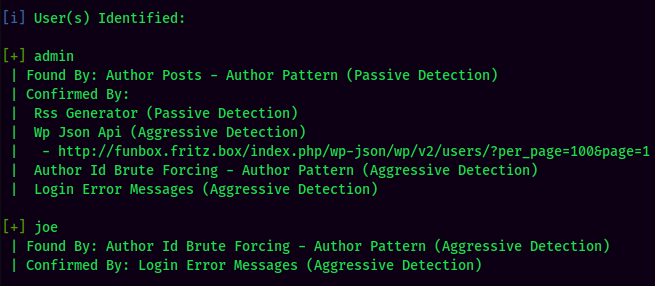 [i] User(s) Identified:
[+] admin
| Found By: Author Posts - Author Pattern (Passive Detection)
| Confirmed By:
|  Rss Generator (Passive Detection)
|  Wp Json Api (Aggressive Detection)
|   - http://funbox.fritz.box/index.php/wp-json/wp/v2/users/?per_page=100&page=1
|  Author Id Brute Forcing - Author Pattern (Aggressive Detection)
|  Login Error Messages (Aggressive Detection)
[+] joe
| Found By: Author Id Brute Forcing - Author Pattern (Aggressive Detection)
| Confirmed By: Login Error Messages (Aggressive Detection)